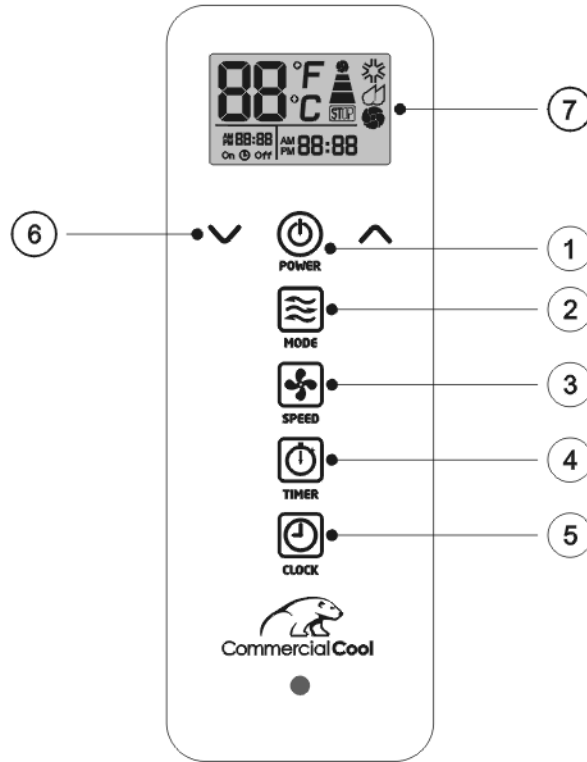 88 °F
°C
STOP
AM PM 88:88
On Off
AM PM 88:88
7
6
1
POWER
2
MODE
3
SPEED
4
TIMER
5
CLOCK
CommercialCool